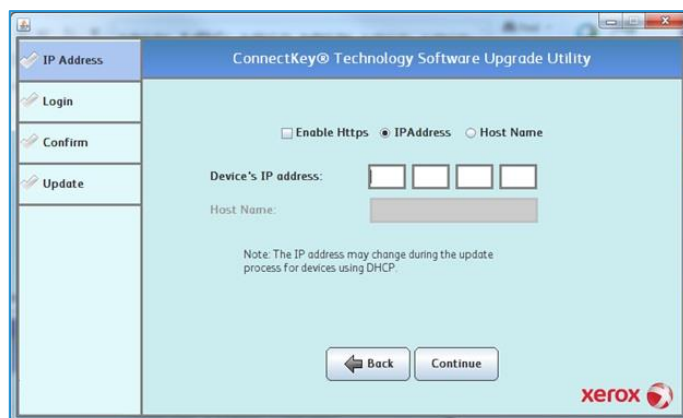 IP Address
ConnectKey® Technology Software Upgrade Utility
Login
Confirm
Update
Enable Https IPAddress Host Name
Device's IP address:
Host Name:
Note: The IP address may change during the update
process for devices using DHCP.
Back Continue
xerox